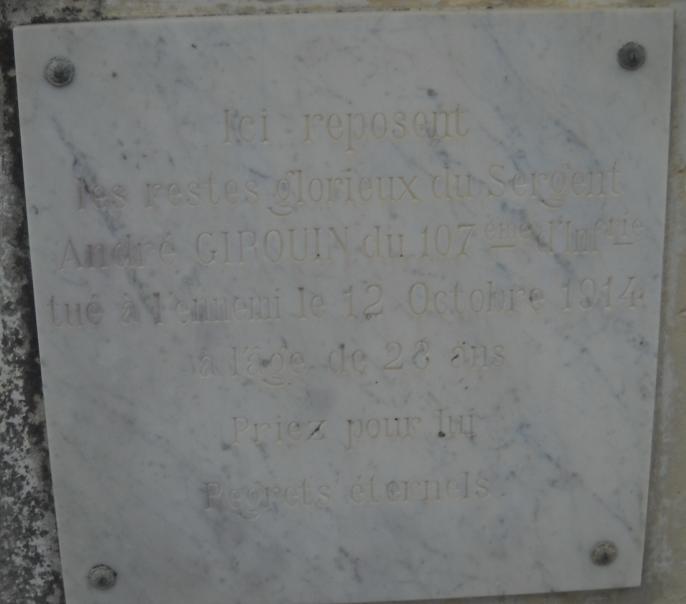 Ici reposent
les restes glorieux du Sergent
André GIROUIN du 107ème d'Inferie
tué à l'ennemi le 12 Octobre 1914
à l'âge de 28 ans
Priez pour lui
Regrets éternels